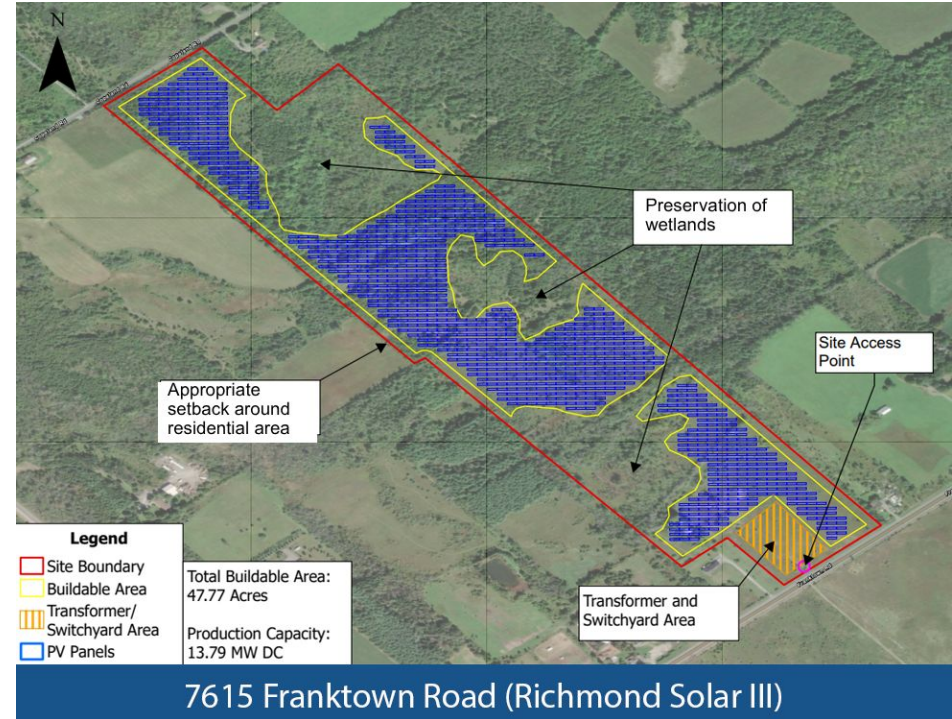 N
Preservation of
wetlands
Site Access
Point
Appropriate
setback around
residential area
Legend
Site Boundary
Buildable Area
Transformer/
Switchyard Area
PV Panels
Total Buildable Area:
47.77 Acres
Production Capacity:
13.79 MW DC
Transformer and
Switchyard Area
7615 Franktown Road (Richmond Solar III)